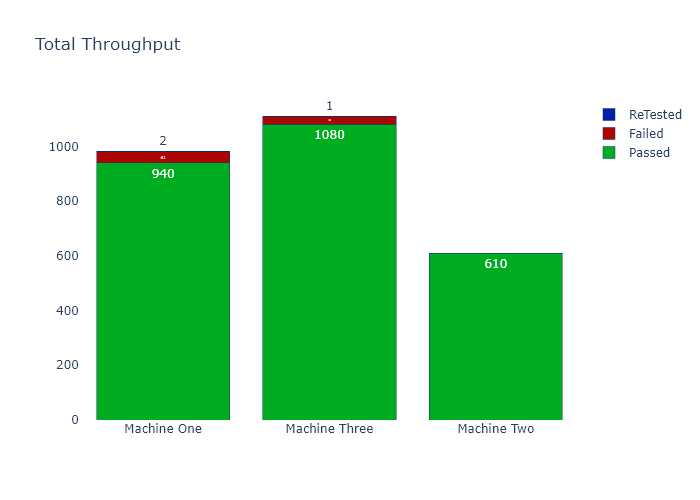 Total Throughput
ReTested
Failed
Passed
2
1
1000
800
600
400
200
0
940
1080
610
Machine One
Machine Three
Machine Two